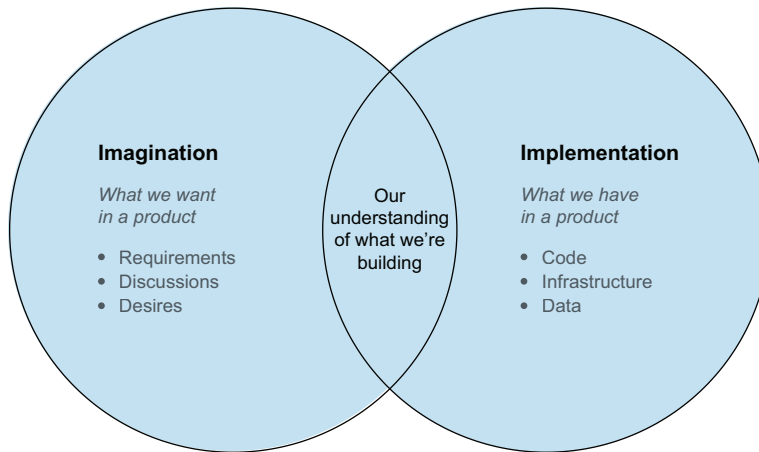 Imagination
What we want
in a product
• Requirements
• Discussions
• Desires
Our
understanding
of what we're
building
Implementation
What we have
in a product
• Code
• Infrastructure
• Data